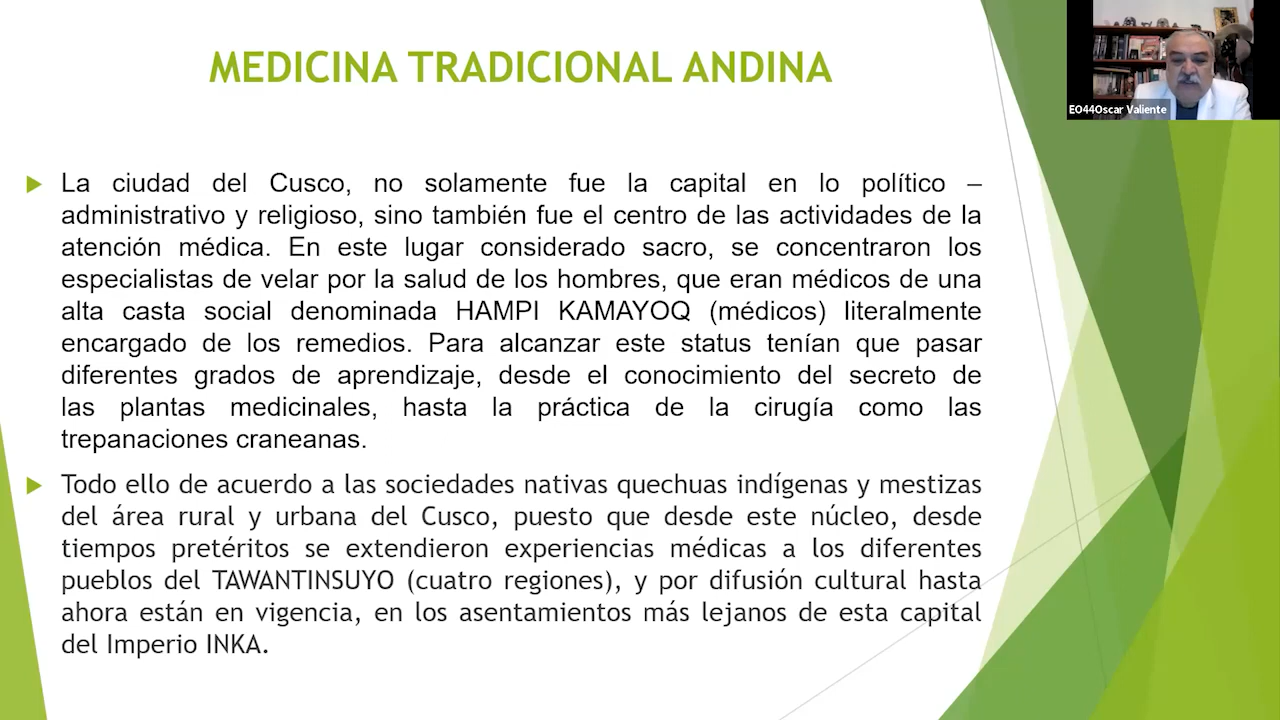 MEDICINA TRADICIONAL ANDINA
EO44Oscar Valiente
La ciudad del Cusco, no solamente fue la capital en lo político –
administrativo y religioso, sino también fue el centro de las actividades de la
atención médica. En este lugar considerado sacro, se concentraron los
especialistas de velar por la salud de los hombres, que eran médicos de una
alta casta social denominada HAMPI KAMAYOQ (médicos) literalmente
encargado de los remedios. Para alcanzar este status tenían que pasar
diferentes grados de aprendizaje, desde el conocimiento del secreto de
las plantas medicinales, hasta la práctica de la cirugía como las
trepanaciones craneanas.
Todo ello de acuerdo a las sociedades nativas quechuas indígenas y mestizas
del área rural y urbana del Cusco, puesto que desde este núcleo, desde
tiempos pretéritos se extendieron experiencias médicas a los diferentes
pueblos del TAWANTINSUYO (cuatro regiones), y por difusión cultural hasta
ahora están en vigencia, en los asentamientos más lejanos de esta capital
del Imperio INKA.